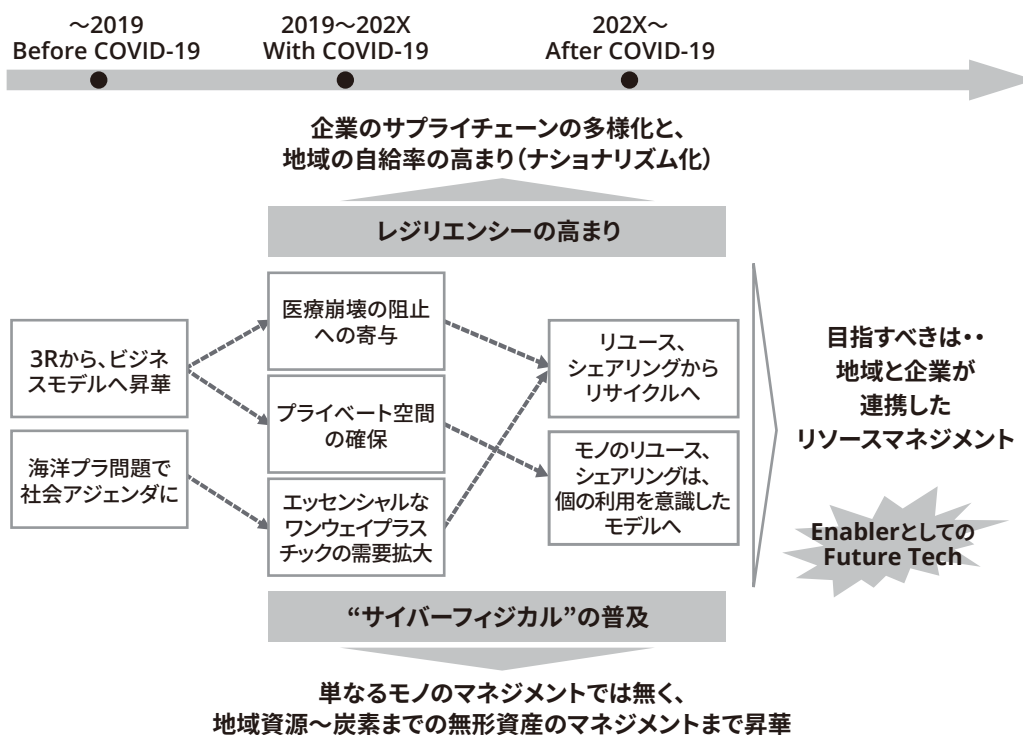 ～2019
Before COVID-19
2019～202X
With COVID-19
202X～
After COVID-19
企業のサプライチェーンの多様化と、
地域の自給率の高まり(ナショナリズム化)
レジリエンシーの高まり
3Rから、ビジネ
スモデルへ昇華
海洋プラ問題で
社会アジェンダに
医療崩壊の阻止
への寄与
プライベート空間
の確保
エッセンシャルな
ワンウェイプラス
チックの需要拡大
リユース、
シェアリングから
リサイクルへ
モノのリユース、
シェアリングは、
個の利用を意識した
モデルへ
目指すべきは・・
地域と企業が
連携した
リソースマネジメント
Enablerとしての
Future Tech
“サイバーフィジカル”の普及
単なるモノのマネジメントでは無く、
地域資源～炭素までの無形資産のマネジメントまで昇華